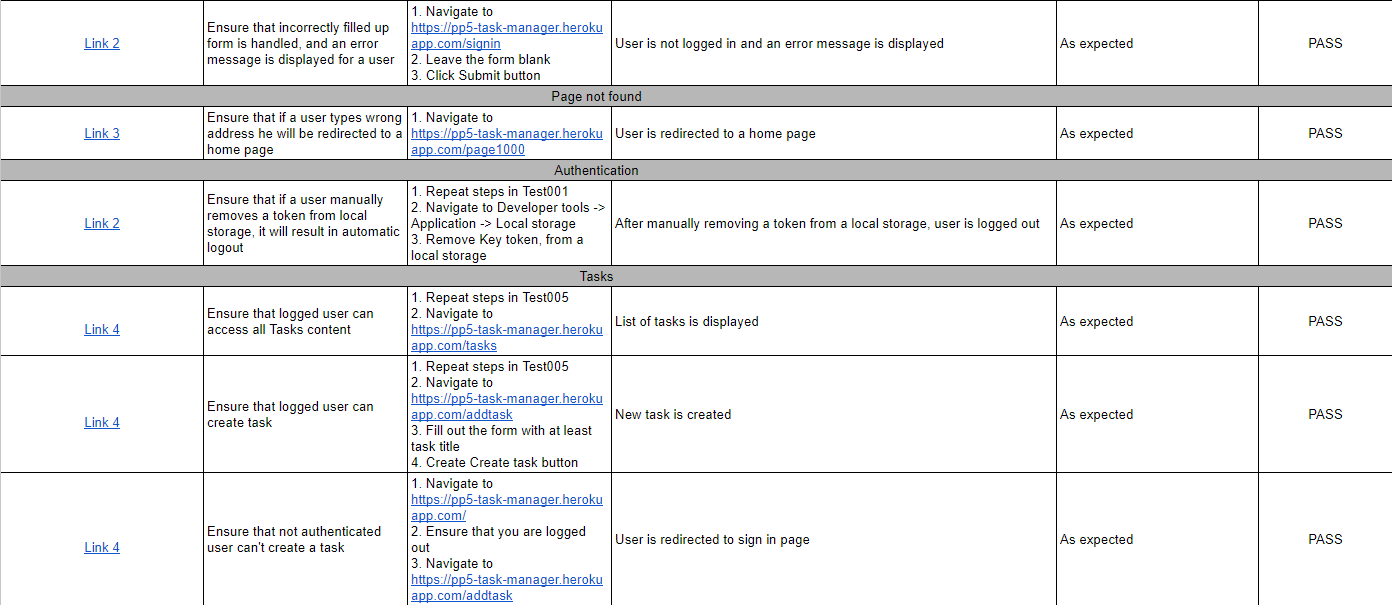 Link 2
Ensure that incorrectly filled up
form is handled, and an error
message is displayed for a user
1. Navigate to
https://pp5-task-manager.heroku
app.com/signin
2. Leave the form blank
3. Click Submit button
User is not logged in and an error message is displayed
As expected
PASS
Page not found
Link 3
Ensure that if a user types wrong
address he will be redirected to a
home page
1. Navigate to
https://pp5-task-manager.heroku
app.com/page1000
User is redirected to a home page
As expected
PASS
Authentication
Link 2
Ensure that if a user manually
removes a token from local
storage, it will result in automatic
logout
1. Repeat steps in Test001
2. Navigate to Developer tools ->
Application -> Local storage
3. Remove Key token, from a
local storage
After manually removing a token from a local storage, user is logged out
As expected
PASS
Tasks
Link 4
Ensure that logged user can
access all Tasks content
1. Repeat steps in Test005
2. Navigate to
https://pp5-task-manager.heroku
app.com/tasks
List of tasks is displayed
As expected
PASS
Link 4
Ensure that logged user can
create task
1. Repeat steps in Test005
2. Navigate to
https://pp5-task-manager.heroku
app.com/addtask
3. Fill out the form with at least
task title
4. Create Create task button
New task is created
As expected
PASS
Link 4
Ensure that not authenticated
user can't create a task
1. Navigate to
https://pp5-task-manager.heroku
app.com/
2. Ensure that you are logged
out
3. Navigate to
https://pp5-task-manager.heroku
app.com/addtask
User is redirected to sign in page
As expected
PASS